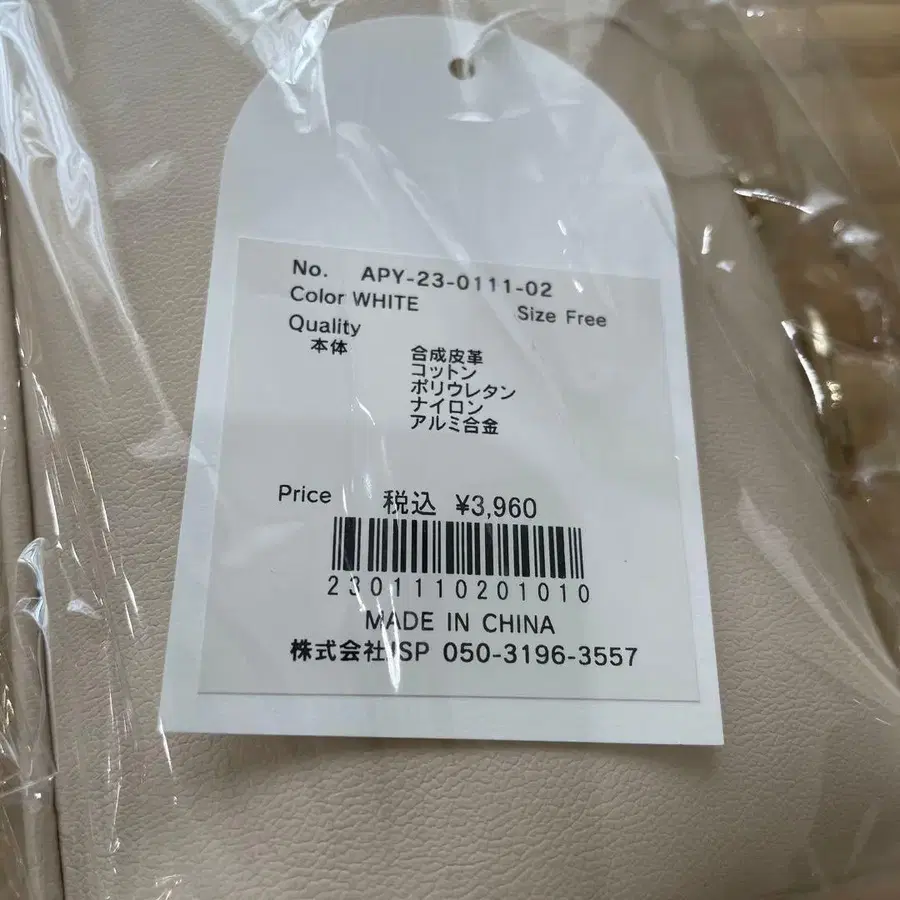 No. APY-23-0111-02
Color WHITE Size Free
Quality
本体 合成皮革
コットン
ポリウレタン
ナイロン
アルミ合金
Price 税込 ¥3,960
2301110201010
MADE IN CHINA
株式会社JSP 050-3196-3557